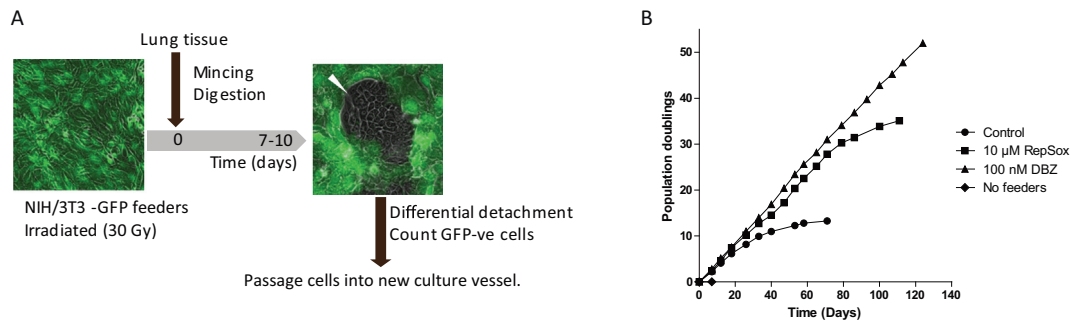 A
Lung tissue
Mincing
Digestion
0
7-10
Time (days)
NIH/3T3 -GFP feeders
Irradiated (30 Gy)
Differential detachment
Count GFP-ve cells
Passage cells into new culture vessel.
B
Population doublings
50
40
30
20
10
0
0 20 40 60 80 100 120 140
Time (Days)
Control
10 µM RepSox
100 nM DBZ
No feeders